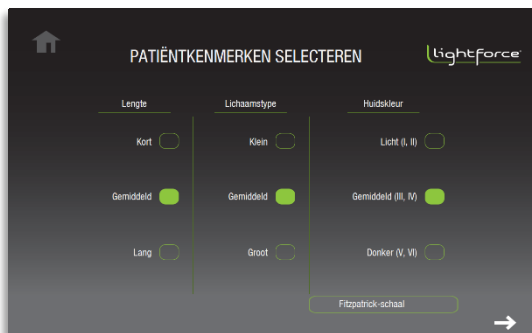 PATIËNTKENMERKEN SELECTEREN
lightforce
Lengte Lichaamstype Huidskleur
Kort Klein Licht (I, II)
Gemiddeld Gemiddeld Gemiddeld (III, IV)
Lang Groot Donker (V, VI)
Fitzpatrick-schaal